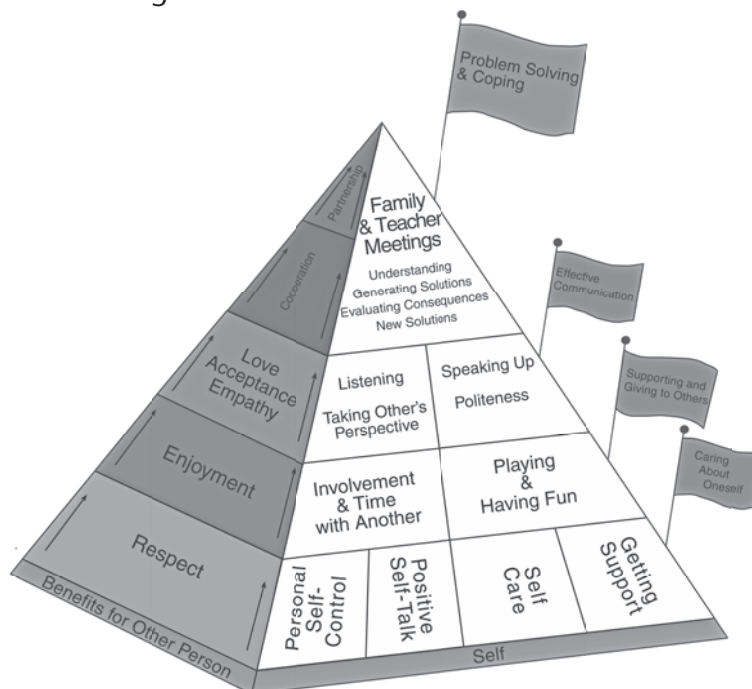 Problem Solving
& Coping
Partnership
Family
& Teacher
Meetings
Understanding
Generating Solutions
Evaluating Consequences
New Solutions
Cooperation
Effective
Communication
Love
Acceptance
Empathy
Listening
Taking Other's
Perspective
Speaking Up
Politeness
Supporting and
Giving to Others
Enjoyment
Involvement
& Time
with Another
Playing
&
Having Fun
Caring
About
Oneself
Respect
Personal
Self-
Control
Positive
Self-Talk
Self
Care
Getting
Support
Benefits for Other Person
Self